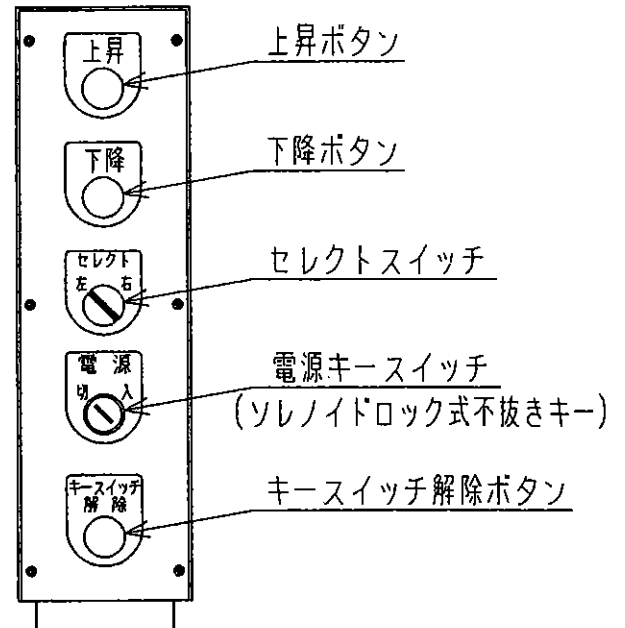 上昇
上昇ボタン
下降
下降ボタン
セレクト
左 右
セレクトスイッチ
電源
切 入
電源キースイッチ
(ソレノイドロック式不抜きキー)
キースイッチ
解除
キースイッチ解除ボタン